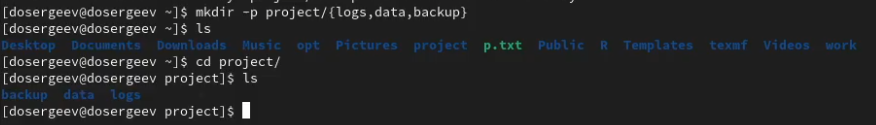 [dosergeev@dosergeev ~]$ mkdir -p project/{logs,data,backup}
[dosergeev@dosergeev ~]$ ls
Desktop  Documents  Downloads  Music  opt  Pictures  project  p.txt  Public  R  Templates  texmf  Videos  work
[dosergeev@dosergeev ~]$ cd project/
[dosergeev@dosergeev project]$ ls
backup  data  logs
[dosergeev@dosergeev project]$